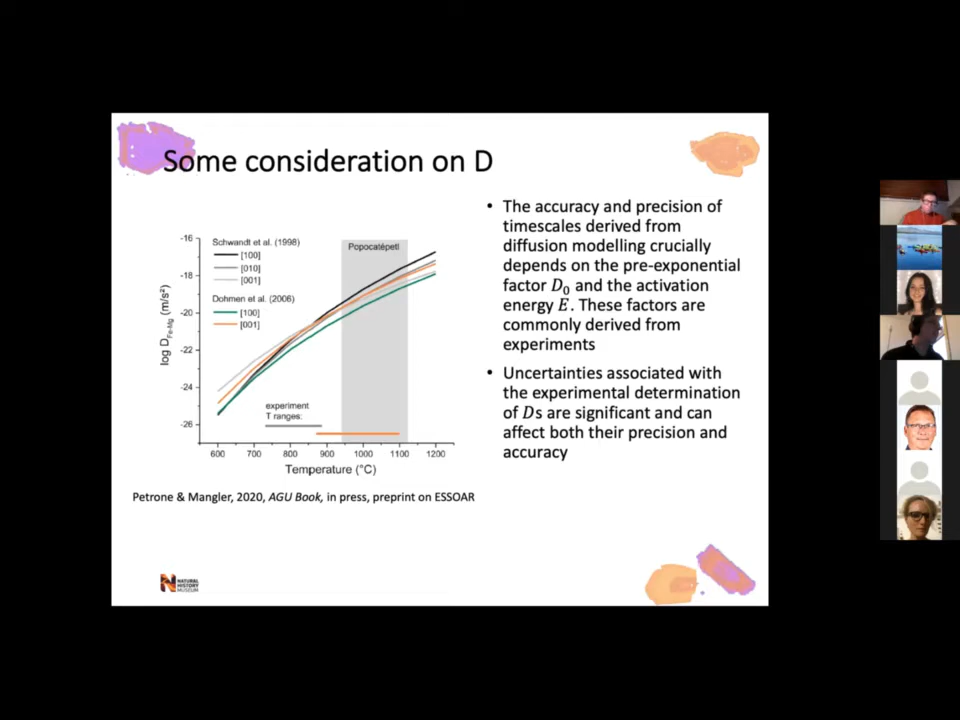 Some consideration on D
• The accuracy and precision of
timescales derived from
diffusion modelling crucially
depends on the pre-exponential
factor D₀ and the activation
energy E. These factors are
commonly derived from
experiments
• Uncertainties associated with
the experimental determination
of Ds are significant and can
affect both their precision and
accuracy
Schwandt et al. (1998)
[100]
[010]
[001]
Dohmen et al. (2006)
[100]
[001]
Popocatépetl
log D Fe-Mg (m/s²)
-16
-18
-20
-22
-24
-26
experiment
T ranges:
600 700 800 900 1000 1100 1200
Temperature (°C)
Petrone & Mangler, 2020, AGU Book, in press, preprint on ESSOAR
NATURAL
HISTORY
MUSEUM